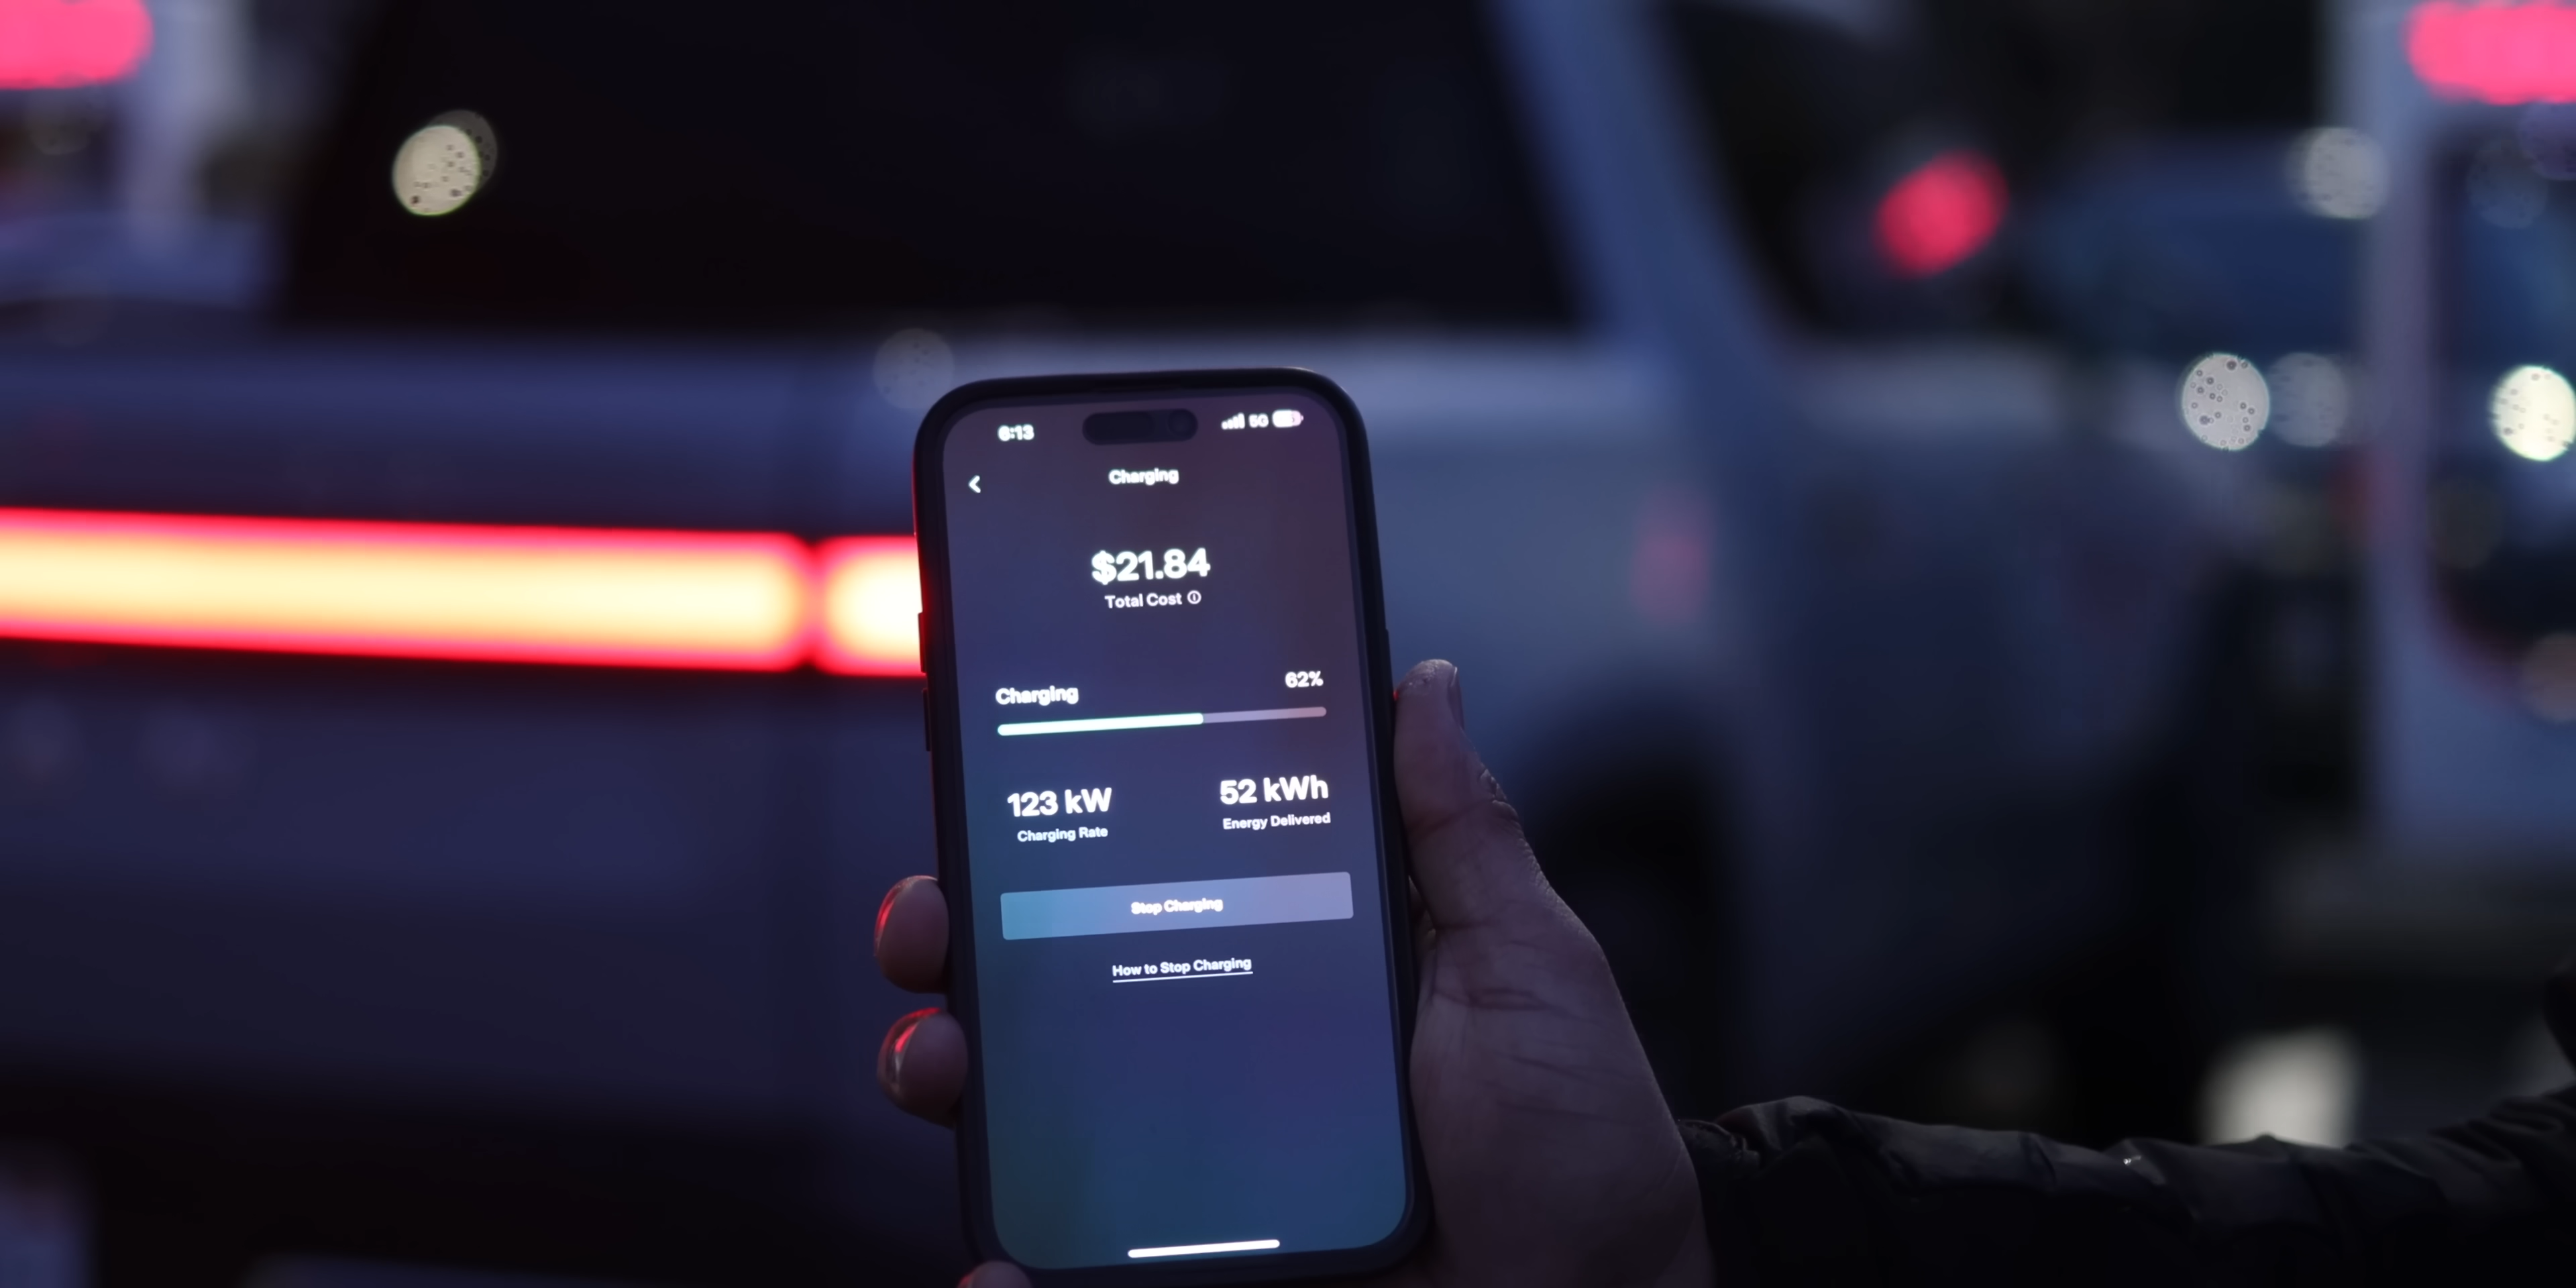 6:13 5G
Charging
$21.84
Total Cost
Charging 62%
123 kW 52 kWh
Charging Rate Energy Delivered
Stop Charging
How to Stop Charging